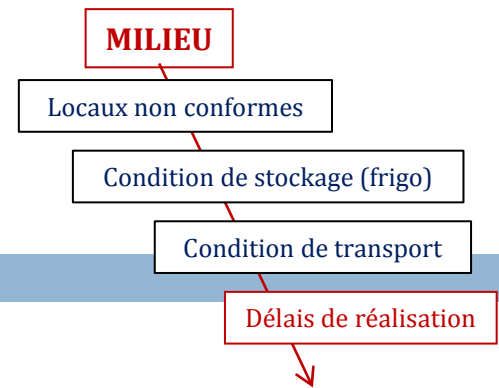 MILIEU
Locaux non conformes
Condition de stockage (frigo)
Condition de transport
Délais de réalisation